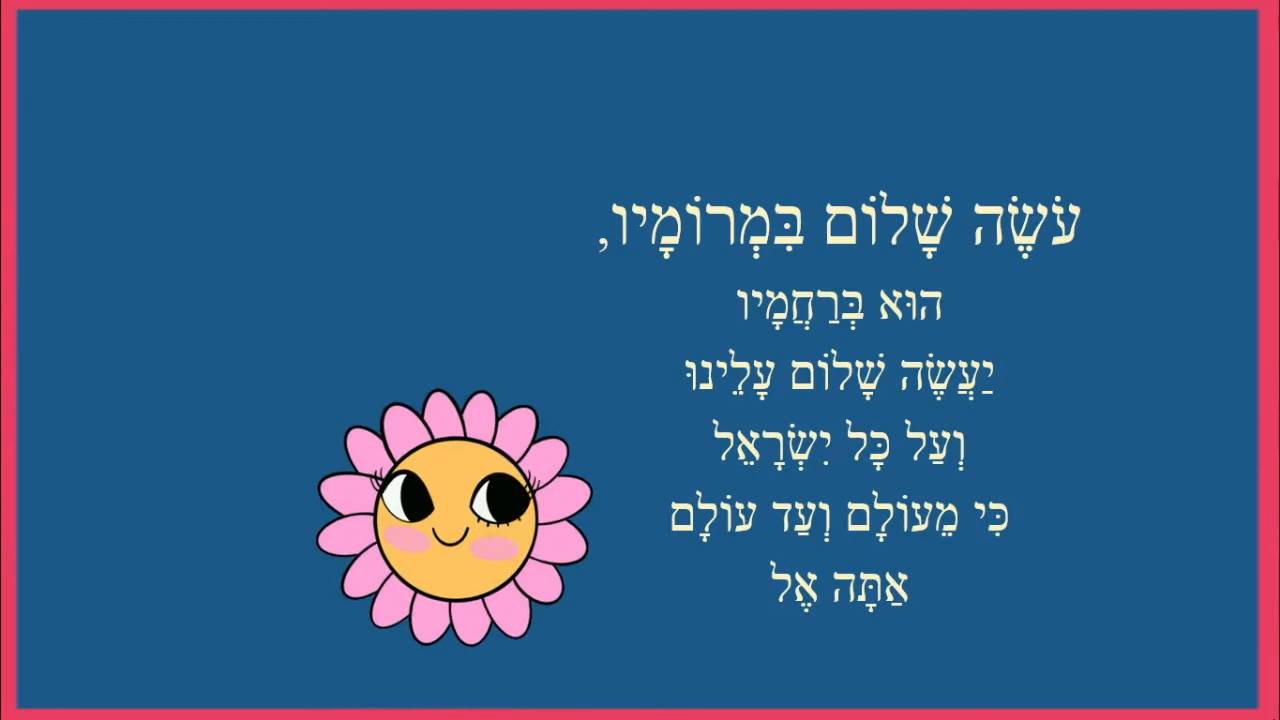 עֹשֶׂה שָׁלוֹם בִּמְרוֹמָיו,
הוּא בְּרַחֲמָיו
יַעֲשֶׂה שָׁלוֹם עָלֵינוּ
וְעַל כָּל יִשְׂרָאֵל
כִּי מֵעוֹלָם וְעַד עוֹלָם
אַתָּה אֶל